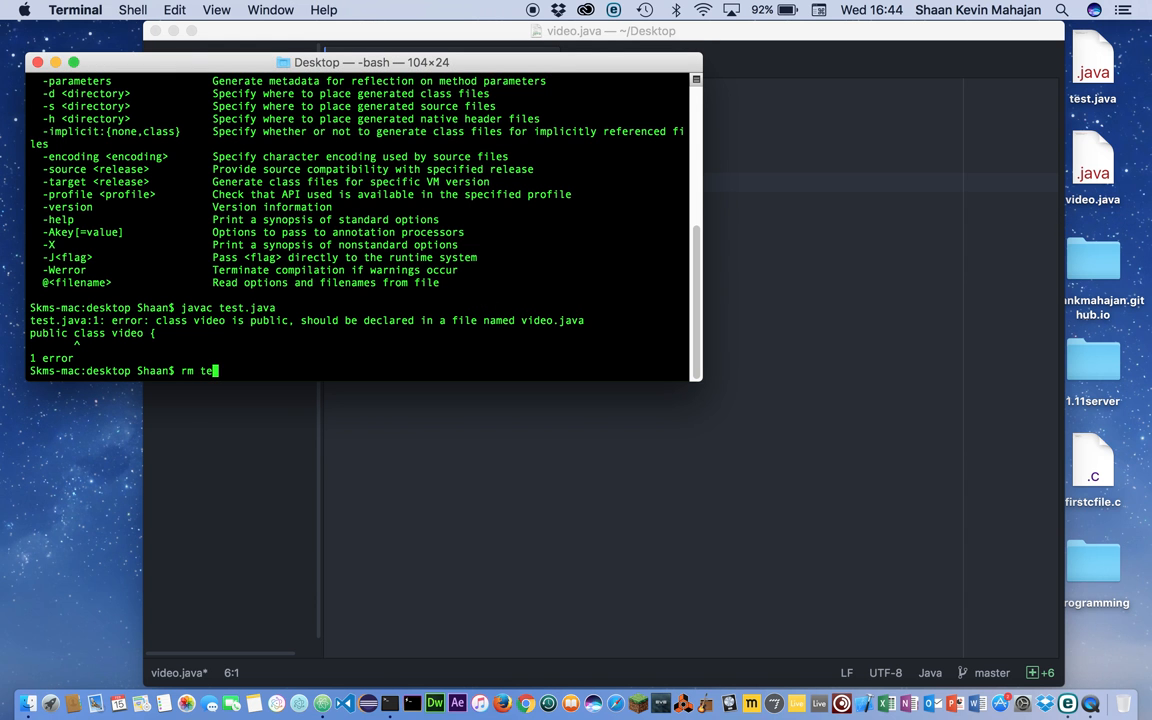 Terminal Shell Edit View Window Help 92% Wed 16:44 Shaan Kevin Mahajan
video.java — ~/Desktop
Desktop — -bash — 104×24
-parameters Generate metadata for reflection on method parameters
-d <directory> Specify where to place generated class files
-s <directory> Specify where to place generated source files
-h <directory> Specify where to place generated native header files
-implicit:{none,class} Specify whether or not to generate class files for implicitly referenced fi
les
-encoding <encoding> Specify character encoding used by source files
-source <release> Provide source compatibility with specified release
-target <release> Generate class files for specific VM version
-profile <profile> Check that API used is available in the specified profile
-version Version information
-help Print a synopsis of standard options
-Akey[=value] Options to pass to annotation processors
-X Print a synopsis of nonstandard options
-J<flag> Pass <flag> directly to the runtime system
-Werror Terminate compilation if warnings occur
@<filename> Read options and filenames from file
Skms-mac:desktop Shaan$ javac test.java
test.java:1: error: class video is public, should be declared in a file named video.java
public class video {
^
1 error
Skms-mac:desktop Shaan$ rm te
.java
test.java
.java
video.java
ankmahajan.git
hub.io
1.11server
.c
firstcfile.c
rogramming
video.java* 6:1 LF UTF-8 Java master +6